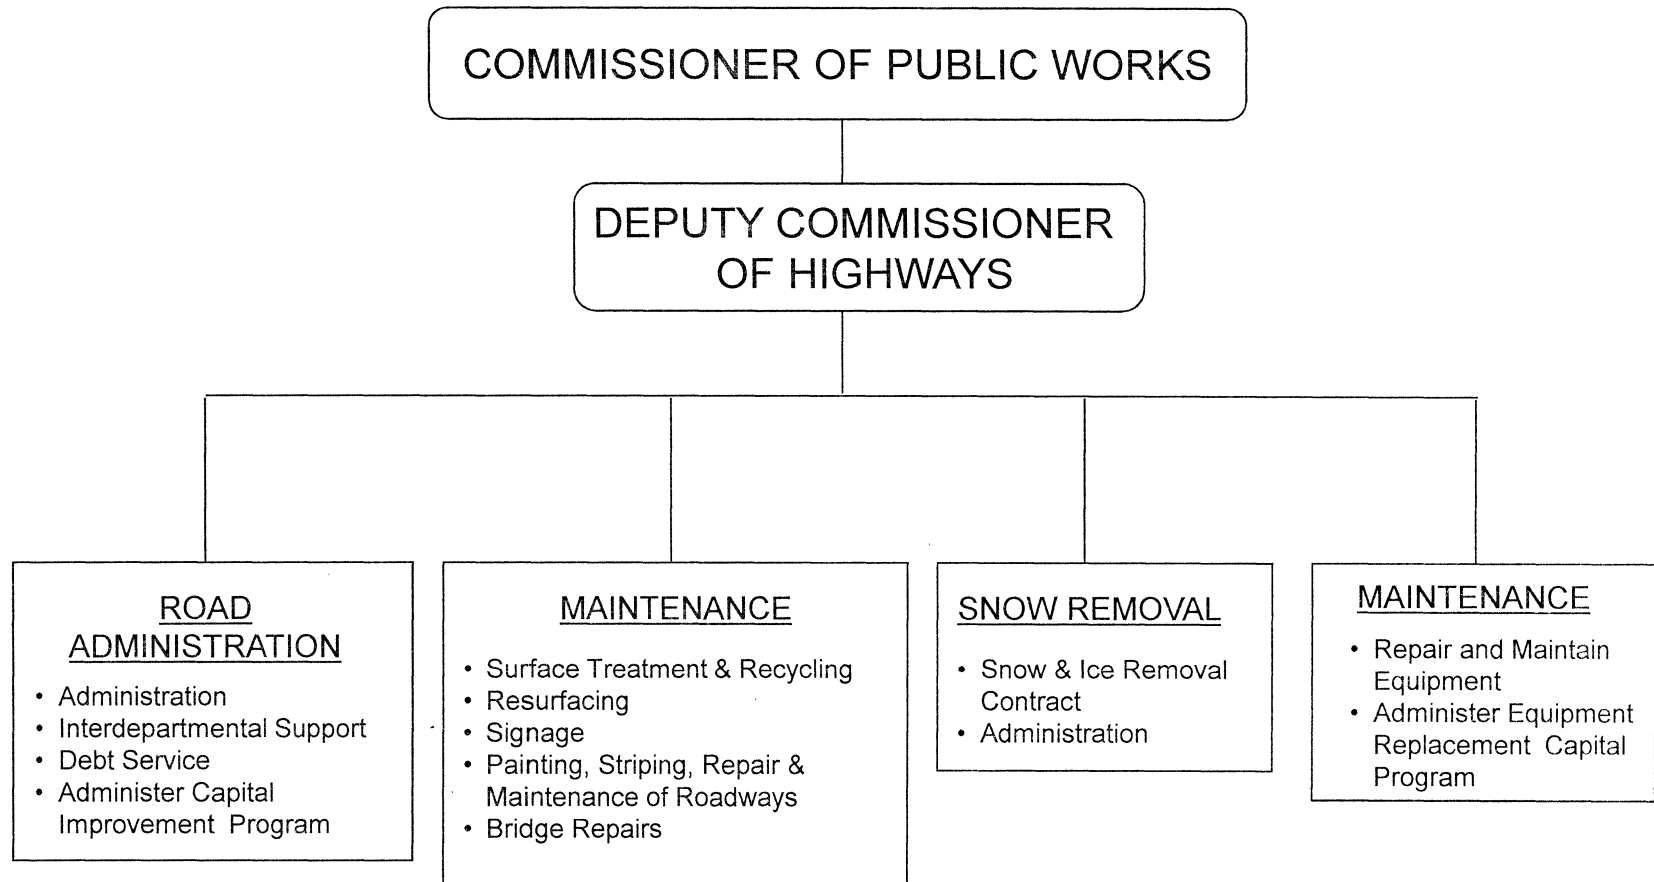 COMMISSIONER OF PUBLIC WORKS
DEPUTY COMMISSIONER
OF HIGHWAYS
ROAD
ADMINISTRATION
• Administration
• Interdepartmental Support
• Debt Service
• Administer Capital
Improvement Program
MAINTENANCE
• Surface Treatment & Recycling
• Resurfacing
• Signage
• Painting, Striping, Repair &
Maintenance of Roadways
• Bridge Repairs
SNOW REMOVAL
• Snow & Ice Removal
Contract
• Administration
MAINTENANCE
• Repair and Maintain
Equipment
• Administer Equipment
Replacement Capital
Program